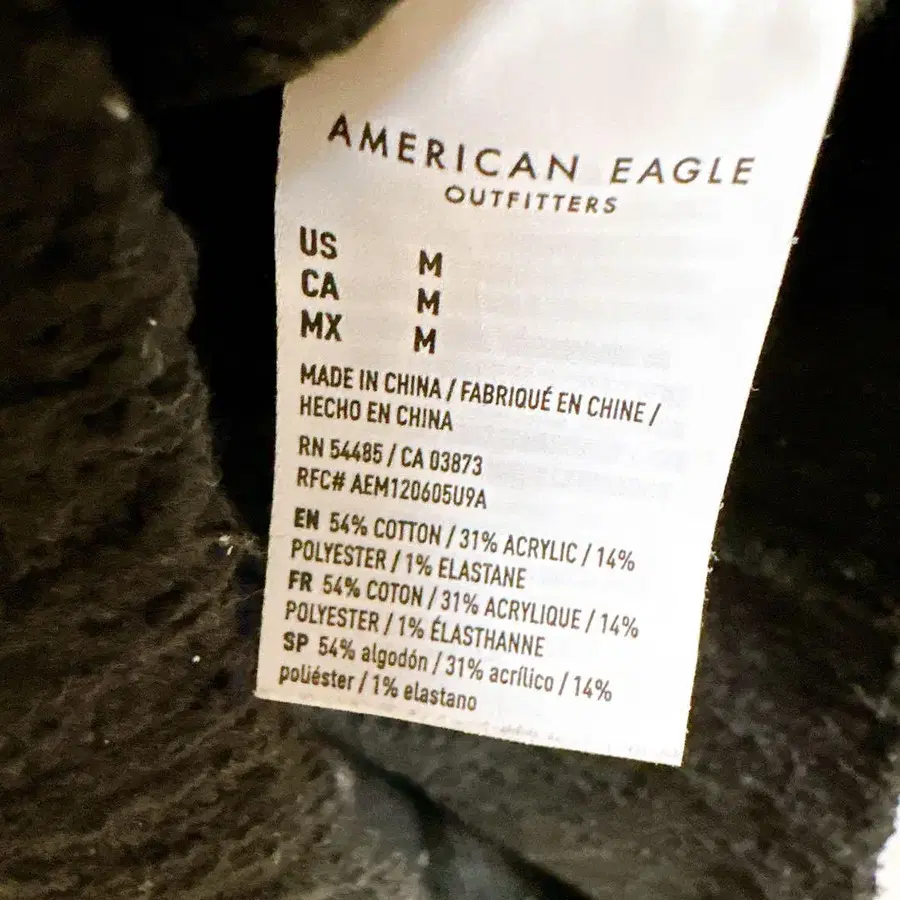 AMERICAN EAGLE
OUTFITTERS
US M
CA M
MX M
MADE IN CHINA / FABRIQUÉ EN CHINE /
HECHO EN CHINA
RN 54485 / CA 03873
RFC# AEM120605U9A
EN 54% COTTON / 31% ACRYLIC / 14%
POLYESTER / 1% ELASTANE
FR 54% COTON / 31% ACRYLIQUE / 14%
POLYESTER / 1% ÉLASTHANNE
SP 54% algodón / 31% acrílico / 14%
poliéster / 1% elastano